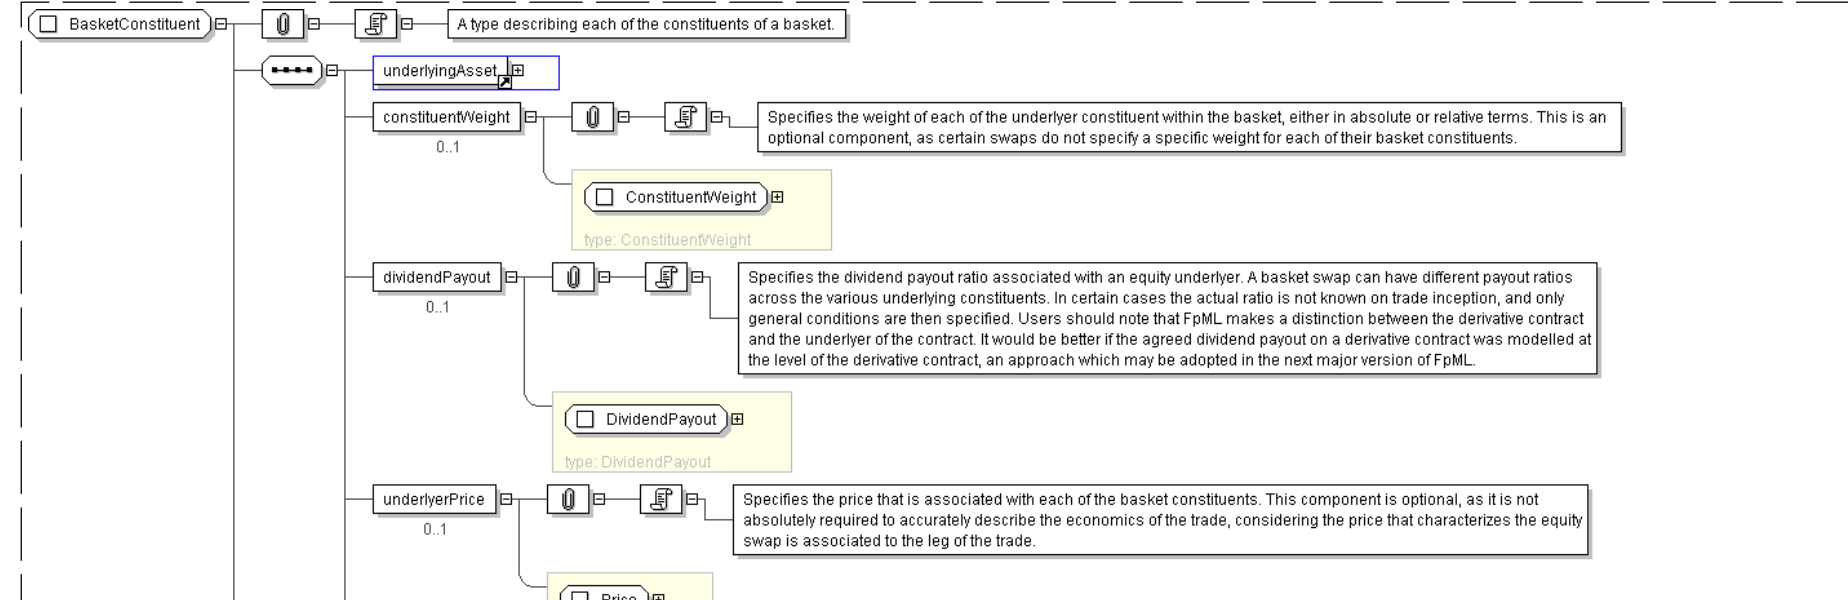 BasketConstituent
A type describing each of the constituents of a basket.
underlyingAsset
constituentWeight
0..1
Specifies the weight of each of the underlyer constituent within the basket, either in absolute or relative terms. This is an
optional component, as certain swaps do not specify a specific weight for each of their basket constituents.
ConstituentWeight
type: ConstituentWeight
dividendPayout
0..1
Specifies the dividend payout ratio associated with an equity underlyer. A basket swap can have different payout ratios
across the various underlying constituents. In certain cases the actual ratio is not known on trade inception, and only
general conditions are then specified. Users should note that FpML makes a distinction between the derivative contract
and the underlyer of the contract. It would be better if the agreed dividend payout on a derivative contract was modelled at
the level of the derivative contract, an approach which may be adopted in the next major version of FpML.
DividendPayout
type: DividendPayout
underlyerPrice
0..1
Specifies the price that is associated with each of the basket constituents. This component is optional, as it is not
absolutely required to accurately describe the economics of the trade, considering the price that characterizes the equity
swap is associated to the leg of the trade.
Price